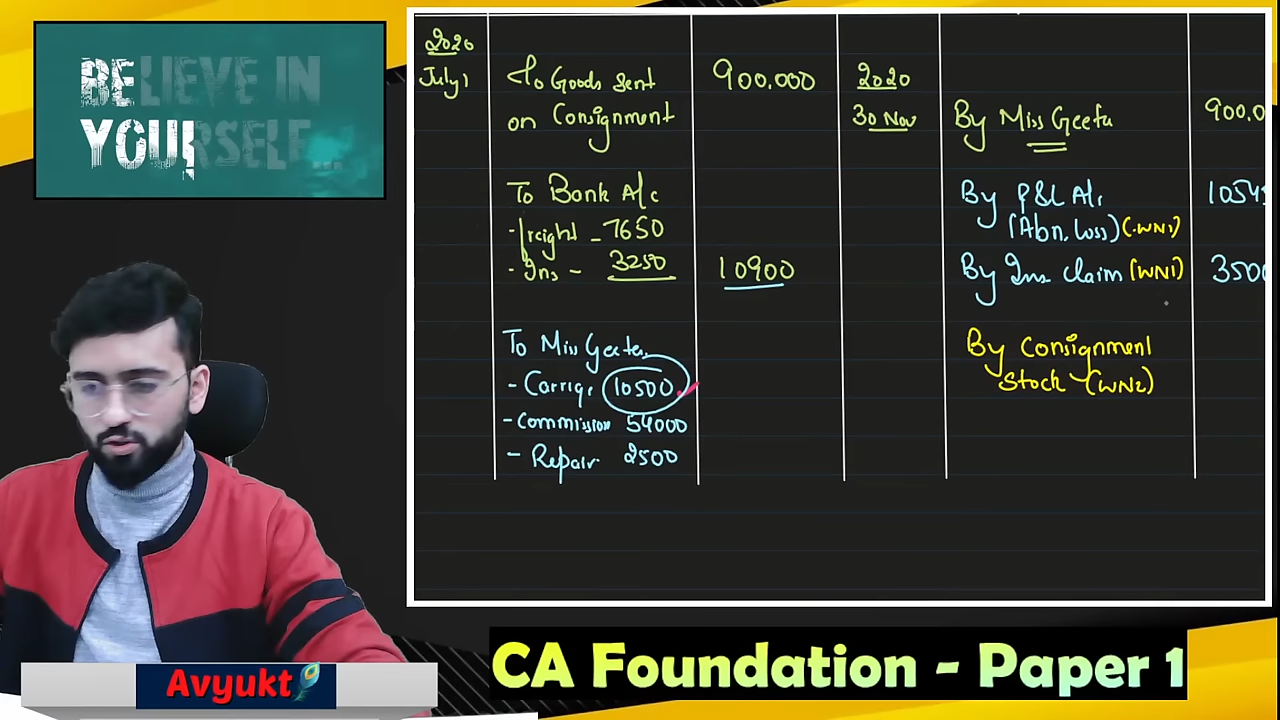 BELIEVE IN
YOURSELF...
2020
July 1
To Goods sent
on Consignment
900.000
2020
30 Nov
By Miss Geeta
900.0
To Bank A/c
- freight - 7650
- Ins - 3250
10900
By P&L A/c
(Abn. Loss) (WN1)
1054
By Ins. claim (WN1)
3500
To Miss Geeta
- Carrige 10500
- Commission 54000
- Repair 2500
By Consignment
Stock - (WN2)
Avyukt
CA Foundation - Paper 1